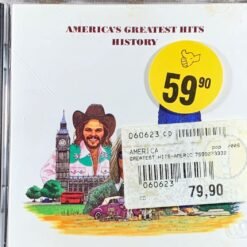 AMERICA'S GREATEST HITS
HISTORY
59⁹⁰
060623 CD
AMERICA
GREATEST HITS-AMERIC
060623
79,90